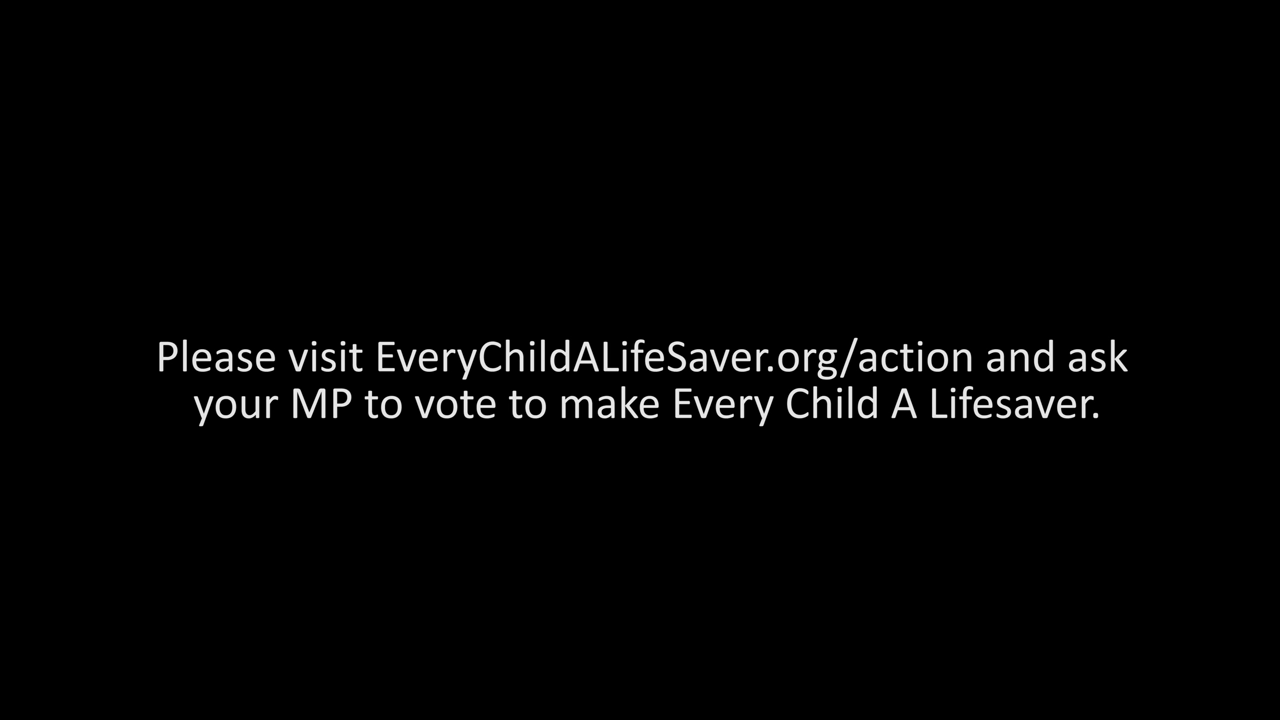 Please visit EveryChildALifeSaver.org/action and ask
your MP to vote to make Every Child A Lifesaver.